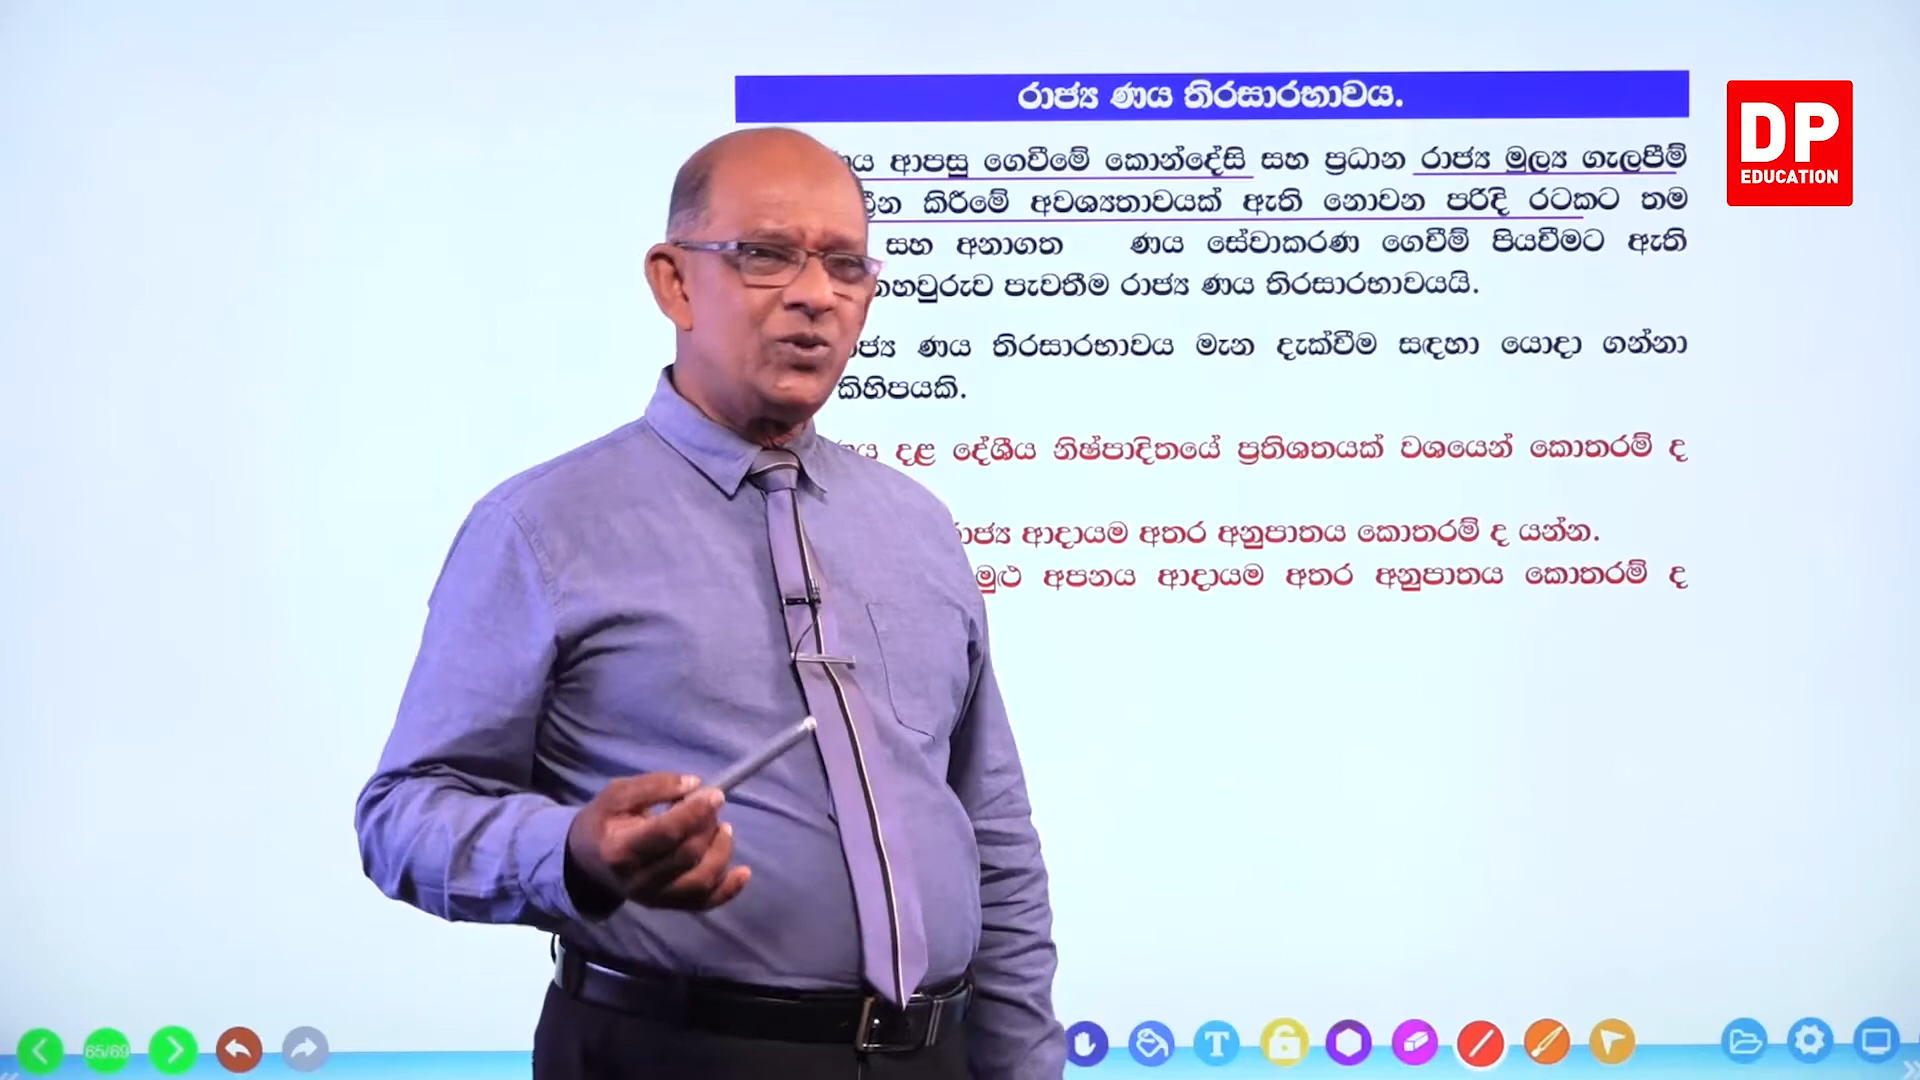 රාජ්‍ය ණය තිරසාරභාවය.
DP
EDUCATION
ආපසු ගෙවීමේ කොන්දේසි සහ ප්‍රධාන රාජ්‍ය මුල්‍ය ගැලපීම්
කිරීමේ අවශ්‍යතාවයක් ඇති නොවන පරිදි රටකට තම
සහ අනාගත ණය සේවාකරණ ගෙවීම් පියවීමට ඇති
පැවතීම රාජ්‍ය ණය තිරසාරභාවයයි.
ණය තිරසාරභාවය මැන දැක්වීම සඳහා යොදා ගන්නා
කිහිපයකි.
දළ දේශීය නිෂ්පාදිතයේ ප්‍රතිශතයක් වශයෙන් කොතරම් ද
ආදායම අතර අනුපාතය කොතරම් ද යන්න.
මුළු අපනය ආදායම අතර අනුපාතය කොතරම් ද
65/69
T